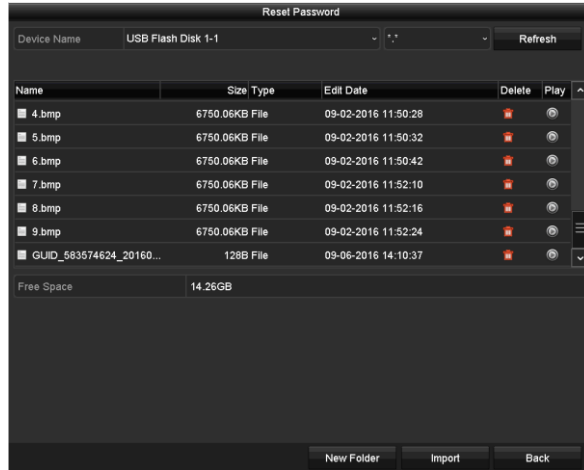 Reset Password
Device Name USB Flash Disk 1-1 *.* Refresh
Name Size Type Edit Date Delete Play
4.bmp 6750.06KB File 09-02-2016 11:50:28
5.bmp 6750.06KB File 09-02-2016 11:50:32
6.bmp 6750.06KB File 09-02-2016 11:50:42
7.bmp 6750.06KB File 09-02-2016 11:52:10
8.bmp 6750.06KB File 09-02-2016 11:52:16
9.bmp 6750.06KB File 09-02-2016 11:52:24
GUID_583574624_20160... 128B File 09-06-2016 14:10:37
Free Space 14.26GB
New Folder Import Back